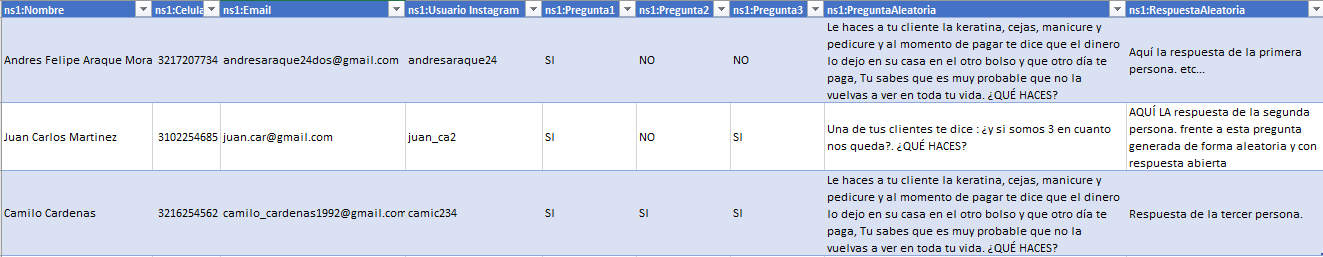 ns1:Nombre ns1:Celula ns1:Email ns1:Usuario Instagram ns1:Pregunta1 ns1:Pregunta2 ns1:Pregunta3 ns1:PreguntaAleatoria ns1:RespuestaAleatoria
Andres Felipe Araque Mora 3217207734 andresaraque24dos@gmail.com andresaraque24 SI NO NO
Le haces a tu cliente la keratina, cejas, manicure y
pedicure y al momento de pagar te dice que el dinero
lo dejo en su casa en el otro bolso y que otro día te
paga, Tu sabes que es muy probable que no la
vuelvas a ver en toda tu vida. ¿QUÉ HACES?
Aquí la respuesta de la primera
persona. etc...
Juan Carlos Martinez 3102254685 juan.car@gmail.com juan_ca2 SI NO SI
Una de tus clientes te dice : ¿y si somos 3 en cuanto
nos queda?. ¿QUÉ HACES?
AQUÍ LA respuesta de la segunda
persona. frente a esta pregunta
generada de forma aleatoria y con
respuesta abierta
Camilo Cardenas 3216254562 camilo_cardenas1992@gmail.com camic234 SI SI SI
Le haces a tu cliente la keratina, cejas, manicure y
pedicure y al momento de pagar te dice que el dinero
lo dejo en su casa en el otro bolso y que otro día te
paga, Tu sabes que es muy probable que no la
vuelvas a ver en toda tu vida. ¿QUÉ HACES?
Respuesta de la tercer persona.